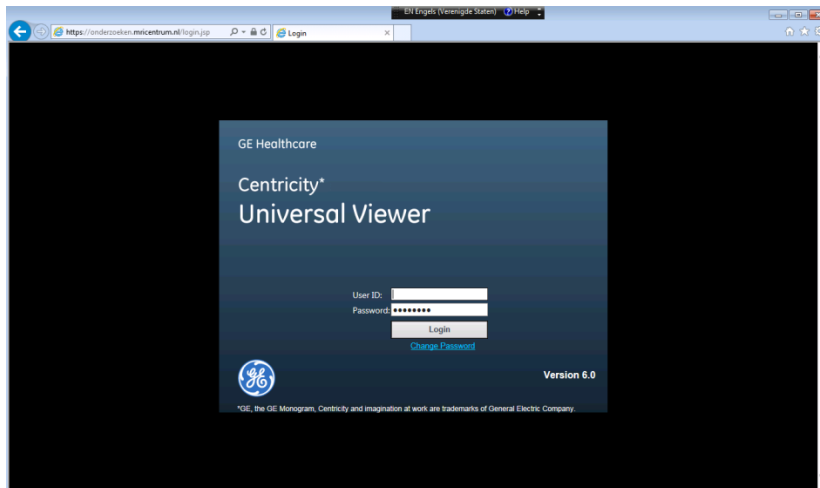 EN Engels (Verenigde Staten) Help
https://onderzoeken.mricentrum.nl/login.jsp
Login
GE Healthcare
Centricity*
Universal Viewer
User ID:
Password: ••••••••
Login
Change Password
GE
Version 6.0
*GE, the GE Monogram, Centricity and imagination at work are trademarks of General Electric Company.